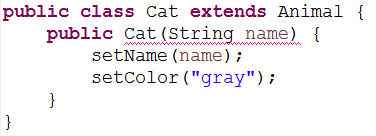 public class Cat extends Animal {
    public Cat(String name) {
        setName(name);
        setColor("gray");
    }
}